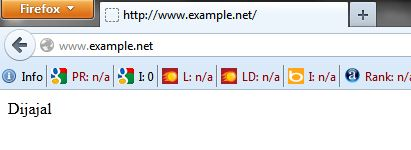 Firefox
http://www.example.net/
www.example.net
Info PR: n/a I: 0 L: n/a LD: n/a I: n/a Rank: n/a
Dijajal